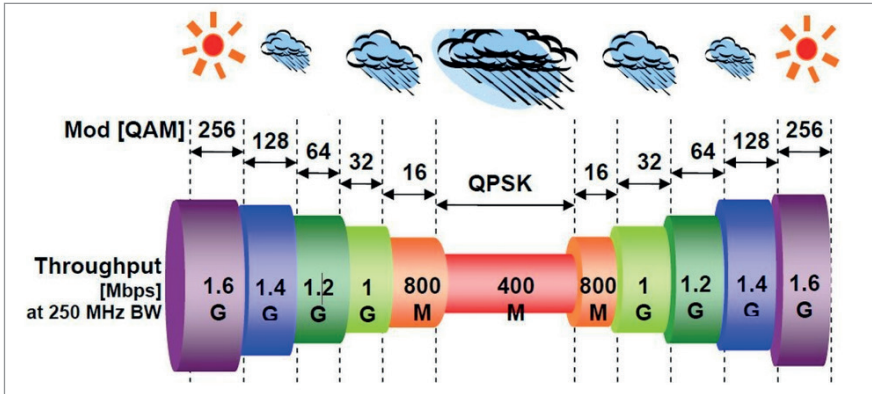 Mod [QAM] 256 128 64 32 16 QPSK 16 32 64 128 256
Throughput
[Mbps]
at 250 MHz BW
1.6 G
1.4 G
1.2 G
1 G
800 M
400 M
800 M
1 G
1.2 G
1.4 G
1.6 G